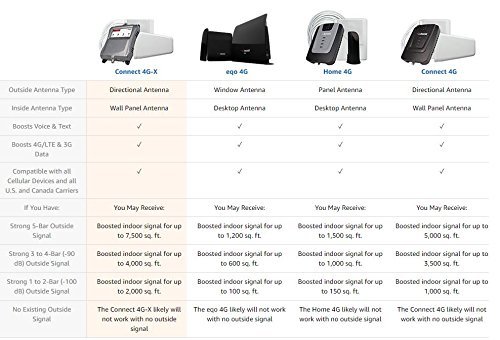 Connect 4G-X eqo 4G Home 4G Connect 4G
Outside Antenna Type Directional Antenna Window Antenna Panel Antenna Directional Antenna
Inside Antenna Type Wall Panel Antenna Desktop Antenna Desktop Antenna Wall Panel Antenna
Boosts Voice & Text ✓ ✓ ✓ ✓
Boosts 4G/LTE & 3G
Data ✓ ✓ ✓ ✓
Compatible with all
Cellular Devices and all
U.S. and Canada Carriers ✓ ✓ ✓ ✓
If You Have: You May Receive: You May Receive: You May Receive: You May Receive:
Strong 5-Bar Outside
Signal
Boosted indoor signal for up
to 7,500 sq. ft.
Boosted indoor signal for up
to 1,200 sq. ft.
Boosted indoor signal for up
to 1,500 sq. ft.
Boosted indoor signal for up to
5,000 sq. ft.
Strong 3 to 4-Bar (-90
dB) Outside Signal
Boosted indoor signal for up
to 4,000 sq. ft.
Boosted indoor signal for up
to 600 sq. ft.
Boosted indoor signal for up
to 1,000 sq. ft.
Boosted indoor signal for up to
3,500 sq. ft.
Strong 1 to 2-Bar (-100
dB) Outside Signal
Boosted indoor signal for up
to 2,000 sq. ft.
Boosted indoor signal for up
to 100 sq. ft.
Boosted indoor signal for up
to 150 sq. ft.
Boosted indoor signal for up to
1,000 sq. ft.
No Existing Outside
Signal
The Connect 4G-X likely will
not work with no outside
signal
The eqo 4G likely will not work
with no outside signal
The Home 4G likely will not
work with no outside signal
The Connect 4G likely will not
work with no outside signal